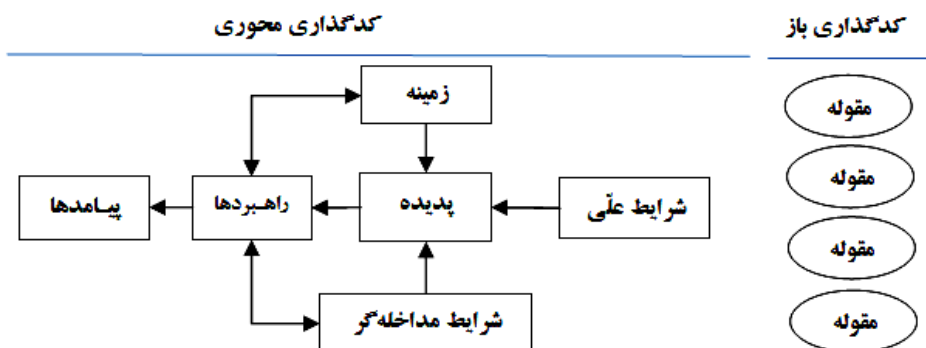 کدگذاری باز
کدگذاری محوری
مقوله
مقوله
مقوله
مقوله
زمینه
شرایط علّی
پدیده
راهبردها
پیامدها
شرایط مداخله‌گر